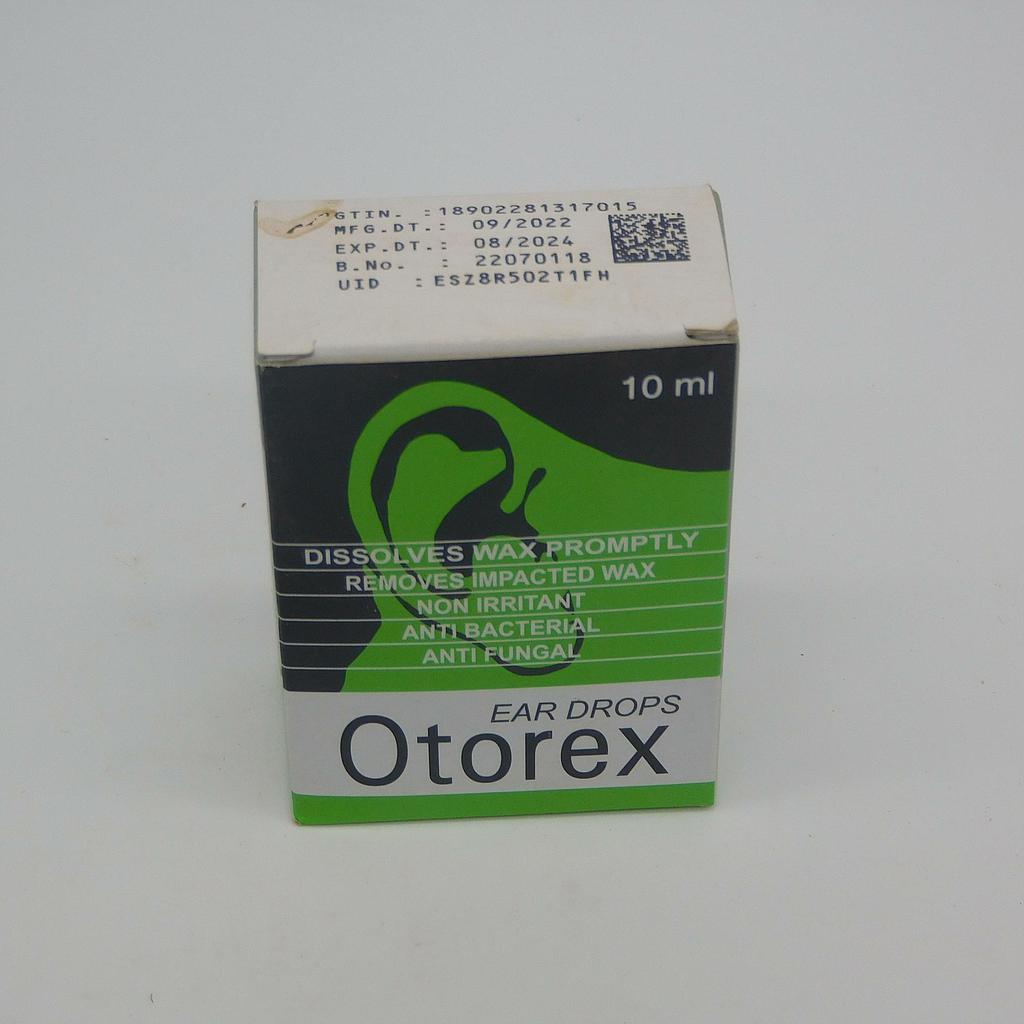 GTIN. :18902281317015
MFG.DT.: 09/2022
EXP.DT.: 08/2024
B.No. : 22070118
UID : ESZ8R502T1FH
10 ml
DISSOLVES WAX PROMPTLY
REMOVES IMPACTED WAX
NON IRRITANT
ANTI BACTERIAL
ANTI FUNGAL
EAR DROPS
Otorex